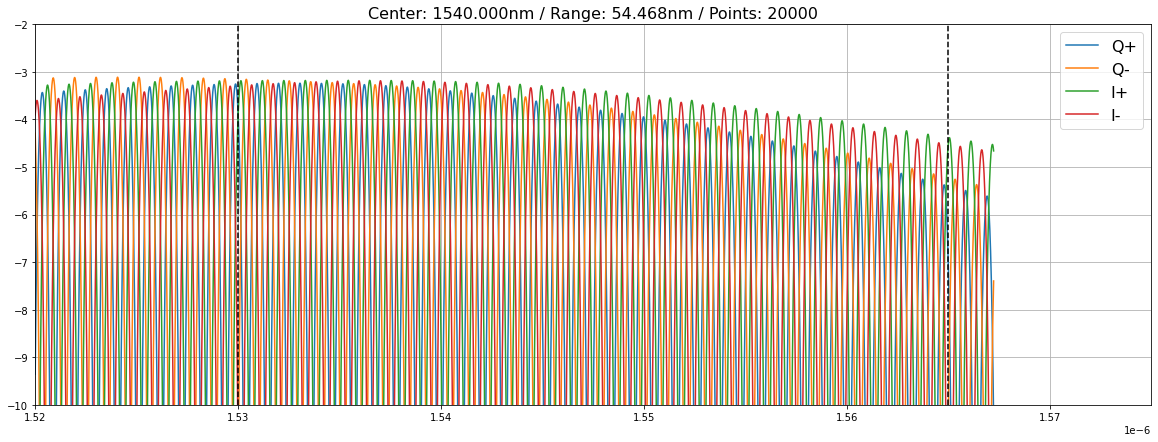 Center: 1540.000nm / Range: 54.468nm / Points: 20000
−2
−3
−4
−5
−6
−7
−8
−9
−10
Q+
Q-
I+
I-
1.52 1.53 1.54 1.55 1.56 1.57
1e−6